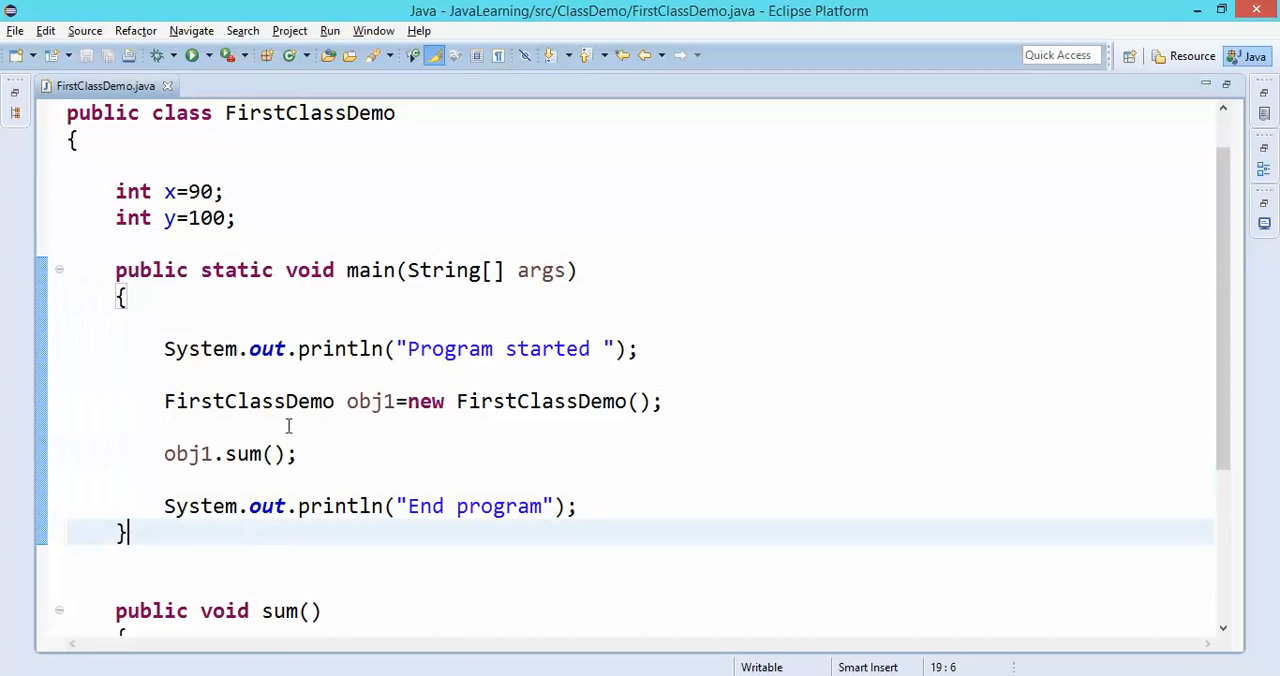 Java - JavaLearning/src/ClassDemo/FirstClassDemo.java - Eclipse Platform
File Edit Source Refactor Navigate Search Project Run Window Help
Quick Access Resource Java
FirstClassDemo.java
public class FirstClassDemo
{
int x=90;
int y=100;
public static void main(String[] args)
{
System.out.println("Program started ");
FirstClassDemo obj1=new FirstClassDemo();
obj1.sum();
System.out.println("End program");
}
public void sum()
{
Writable Smart Insert 19 : 6